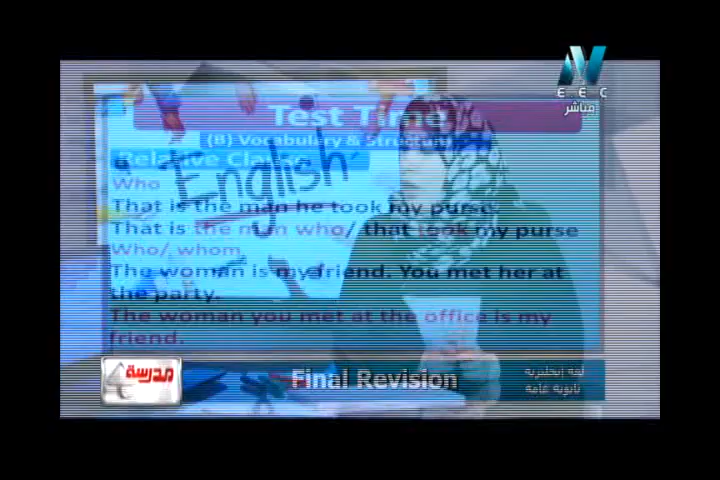 E E C
مباشر
Test Time
(B) Vocabulary & Structure
Relative Clause
English
Who
That is the man he took my purse
That is the man who/ that took my purse
Who/ whom
The woman is my friend. You met her at
the party.
The woman you met at the office is my
friend.
مدرسة
Final Revision
لغة إنجليزية
ثانوية عامة